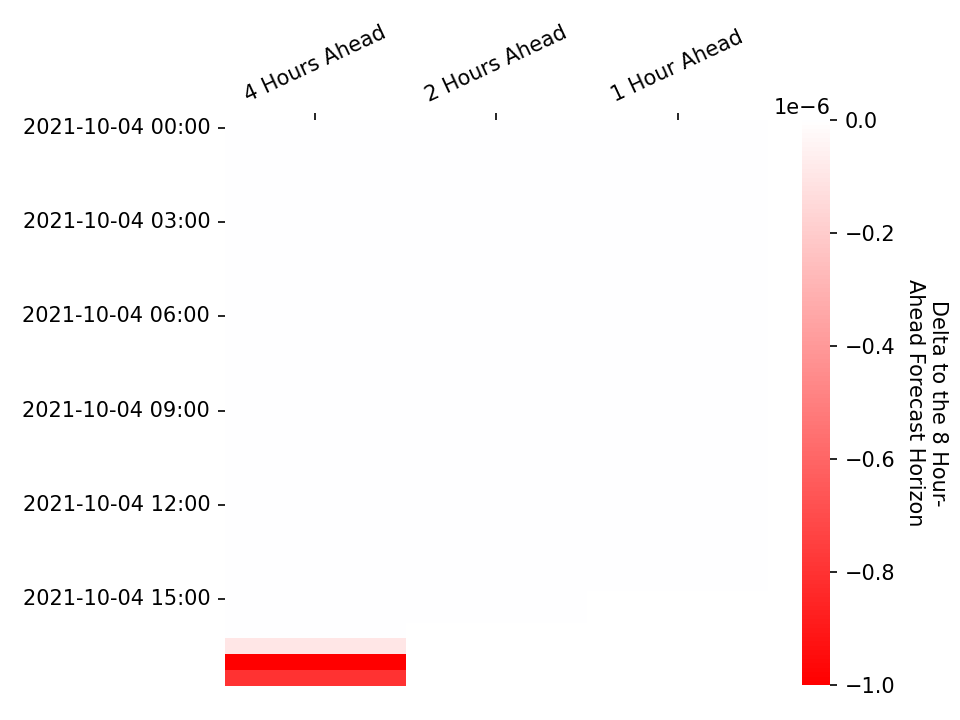 4 Hours Ahead
2 Hours Ahead
1 Hour Ahead
1e−6
2021-10-04 00:00
2021-10-04 03:00
2021-10-04 06:00
2021-10-04 09:00
2021-10-04 12:00
2021-10-04 15:00
0.0
−0.2
−0.4
−0.6
−0.8
−1.0
Delta to the 8 Hour-
Ahead Forecast Horizon